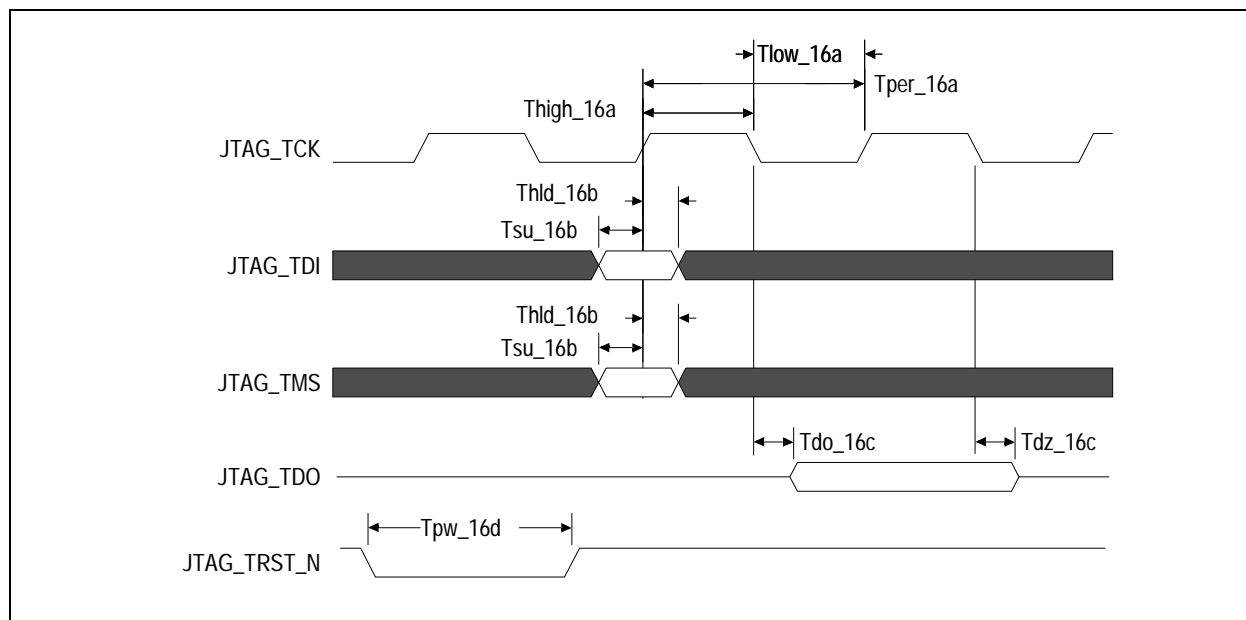 Tlow_16a
Tper_16a
Thigh_16a
JTAG_TCK
Thld_16b
Tsu_16b
JTAG_TDI
Thld_16b
Tsu_16b
JTAG_TMS
Tdo_16c
Tdz_16c
JTAG_TDO
Tpw_16d
JTAG_TRST_N